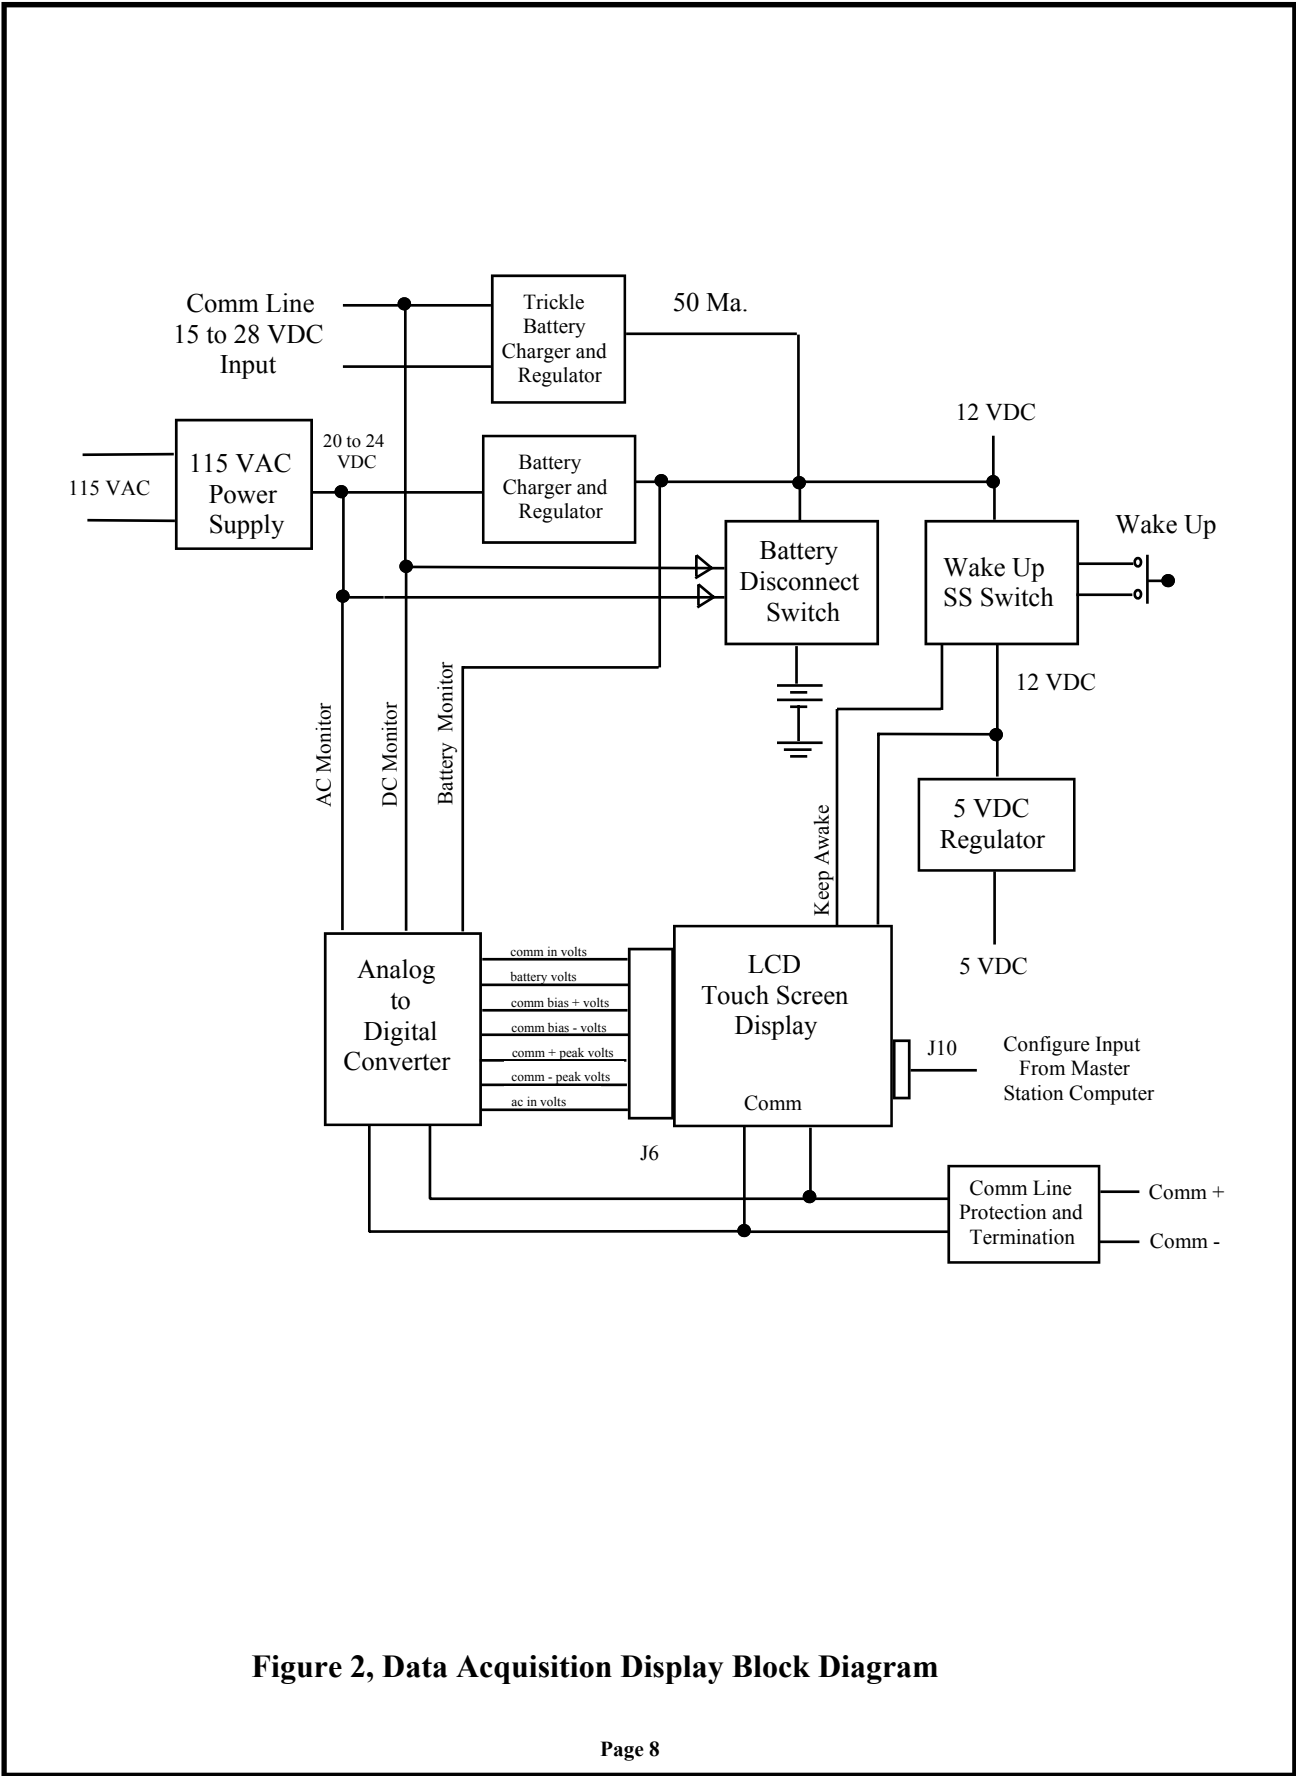 Comm Line
15 to 28 VDC
Input
Trickle
Battery
Charger and
Regulator
50 Ma.
12 VDC
115 VAC
115 VAC
Power
Supply
20 to 24
VDC
Battery
Charger and
Regulator
Battery
Disconnect
Switch
Wake Up
SS Switch
Wake Up
12 VDC
AC Monitor
DC Monitor
Battery Monitor
Keep Awake
5 VDC
Regulator
5 VDC
Analog
to
Digital
Converter
comm in volts
battery volts
comm bias + volts
comm bias - volts
comm + peak volts
comm - peak volts
ac in volts
J6
LCD
Touch Screen
Display
Comm
J10
Configure Input
From Master
Station Computer
Comm Line
Protection and
Termination
Comm +
Comm -
Figure 2, Data Acquisition Display Block Diagram
Page 8